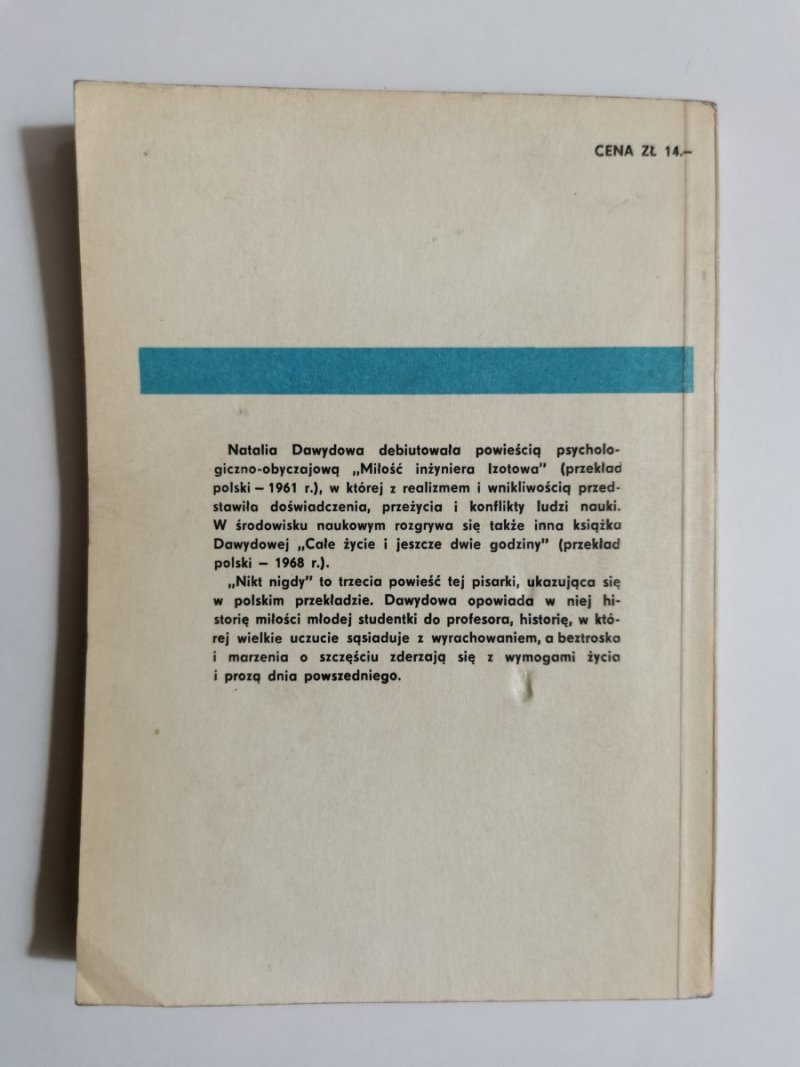 CENA ZŁ 14.–
Natalia Dawydowa debiutowała powieścią psycholo-
giczno-obyczajową „Miłość inżyniera Izotowa” (przekład
polski – 1961 r.), w której z realizmem i wnikliwością przed-
stawiła doświadczenia, przeżycia i konflikty ludzi nauki.
W środowisku naukowym rozgrywa się także inna książka
Dawydowej „Całe życie i jeszcze dwie godziny” (przekład
polski – 1968 r.).
„Nikt nigdy” to trzecia powieść tej pisarki, ukazująca się
w polskim przekładzie. Dawydowa opowiada w niej hi-
storię miłości młodej studentki do profesora, historię, w któ-
rej wielkie uczucie sąsiaduje z wyrachowaniem, a beztroska
i marzenia o szczęściu zderzają się z wymogami życia
i prozą dnia powszedniego.